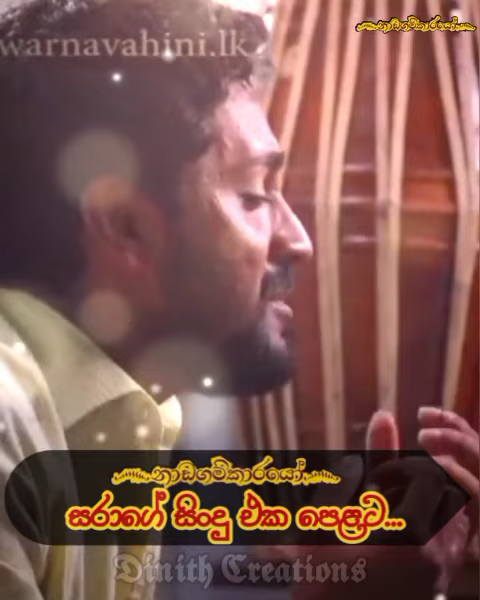 warnavahini.lk
නාඩගම්කාරයෝ
නාඩගම්කාරයෝ
සරාගේ සිංදු එක පෙළට...
Dinith Creations